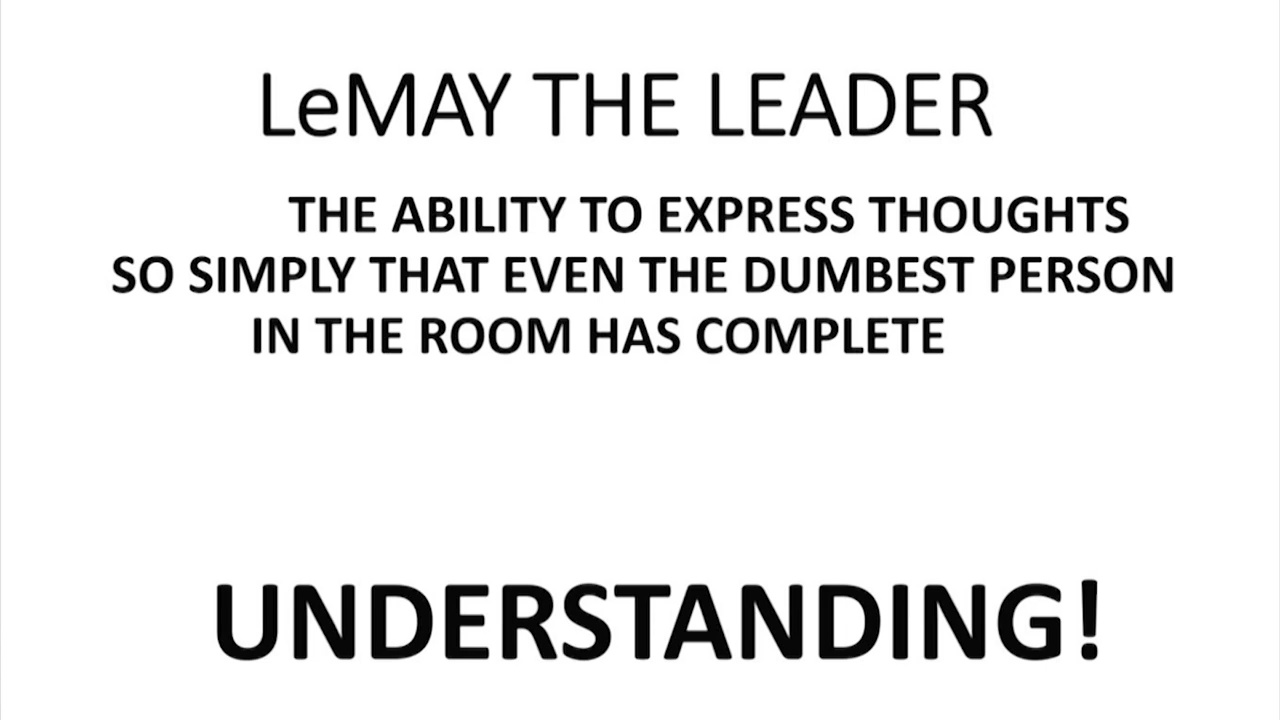 LeMAY THE LEADER
THE ABILITY TO EXPRESS THOUGHTS
SO SIMPLY THAT EVEN THE DUMBEST PERSON
IN THE ROOM HAS COMPLETE
UNDERSTANDING!